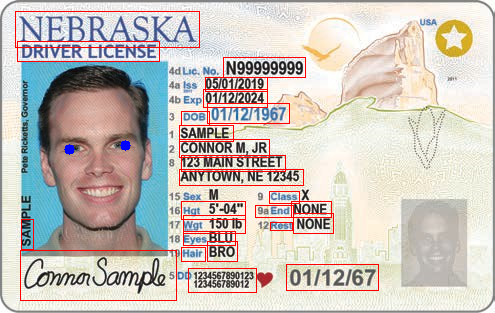 NEBRASKA
DRIVER LICENSE
USA
4d Lic. No. N99999999
4a Iss 05/01/2019
4b Exp 01/12/2024
3 DOB 01/12/1967
1 SAMPLE
2 CONNOR M, JR
8 123 MAIN STREET
ANYTOWN, NE 12345
15 Sex M 9 Class X
16 Hgt 5'-04" 9a End NONE
17 Wgt 150 lb 12 Rest NONE
18 Eyes BLU
19 Hair BRO
5 DD 1234567890123
123456789012
01/12/67
Pete Ricketts, Governor
SAMPLE
Connor Sample
2011